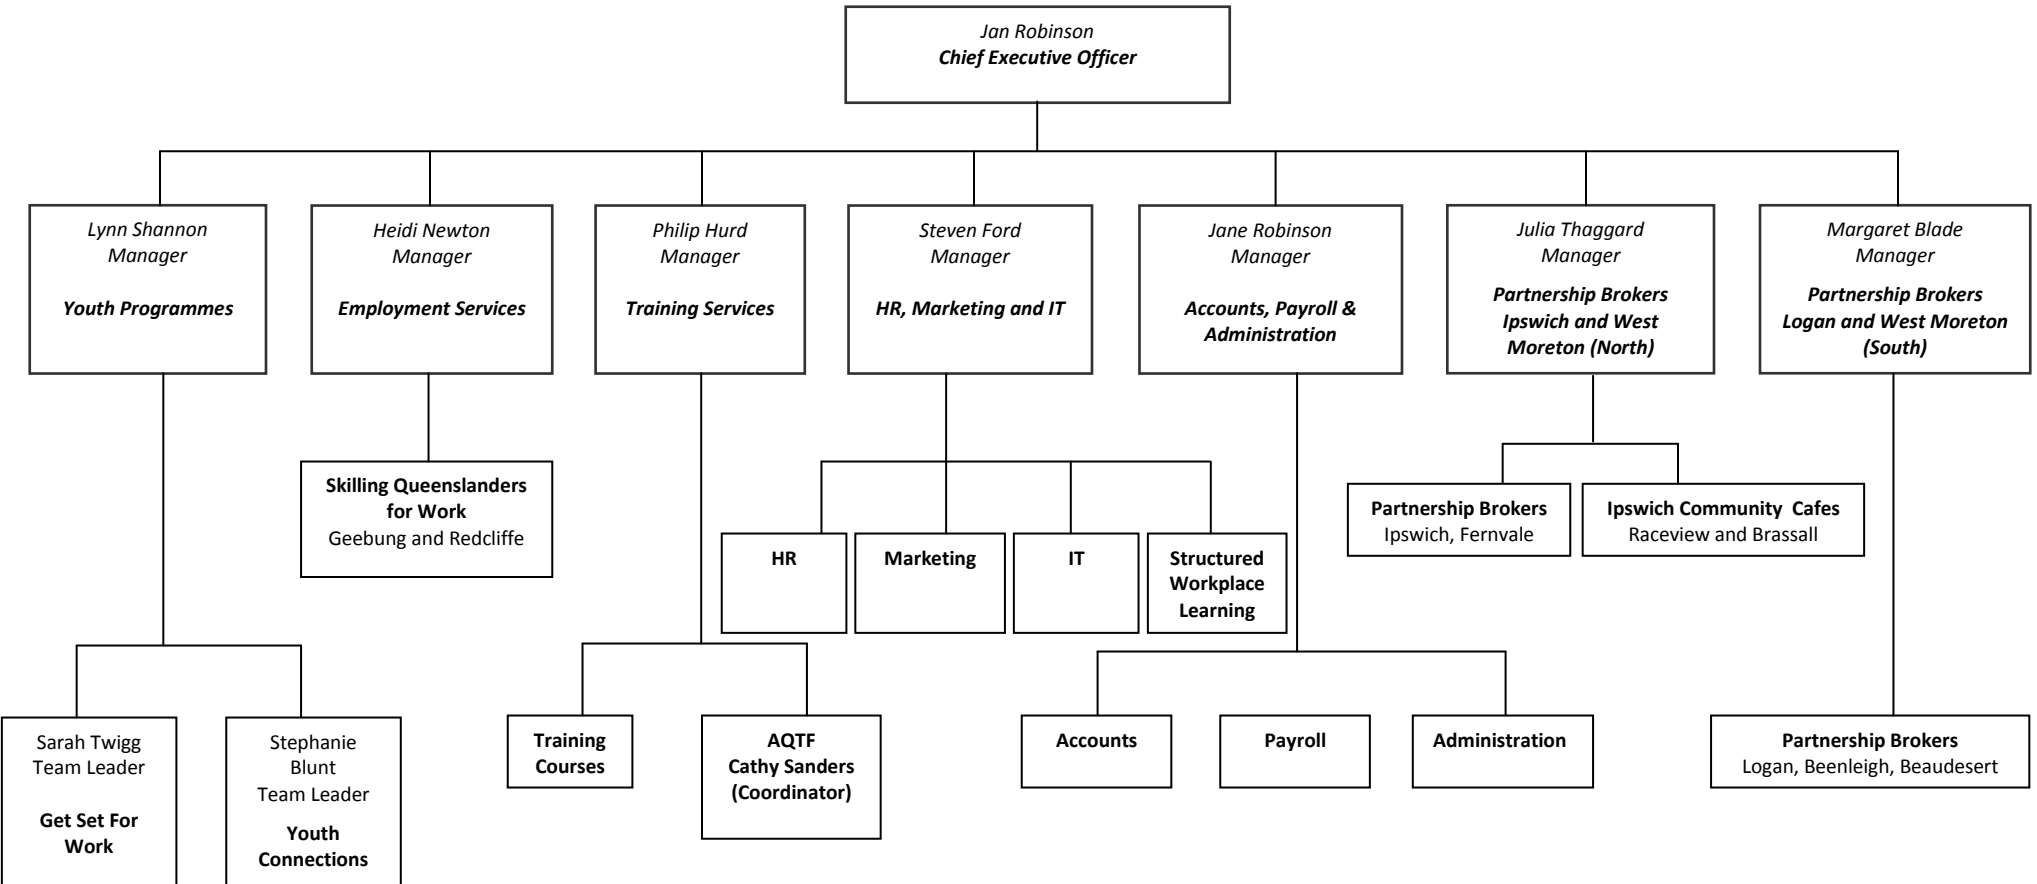 Jan Robinson
Chief Executive Officer
Lynn Shannon
Manager
Youth Programmes
Heidi Newton
Manager
Employment Services
Philip Hurd
Manager
Training Services
Steven Ford
Manager
HR, Marketing and IT
Jane Robinson
Manager
Accounts, Payroll &
Administration
Julia Thaggard
Manager
Partnership Brokers
Ipswich and West
Moreton (North)
Margaret Blade
Manager
Partnership Brokers
Logan and West Moreton
(South)
Skilling Queenslanders
for Work
Geebung and Redcliffe
HR
Marketing
IT
Structured
Workplace
Learning
Partnership Brokers
Ipswich, Fernvale
Ipswich Community Cafes
Raceview and Brassall
Sarah Twigg
Team Leader
Get Set For
Work
Stephanie
Blunt
Team Leader
Youth
Connections
Training
Courses
AQTF
Cathy Sanders
(Coordinator)
Accounts
Payroll
Administration
Partnership Brokers
Logan, Beenleigh, Beaudesert